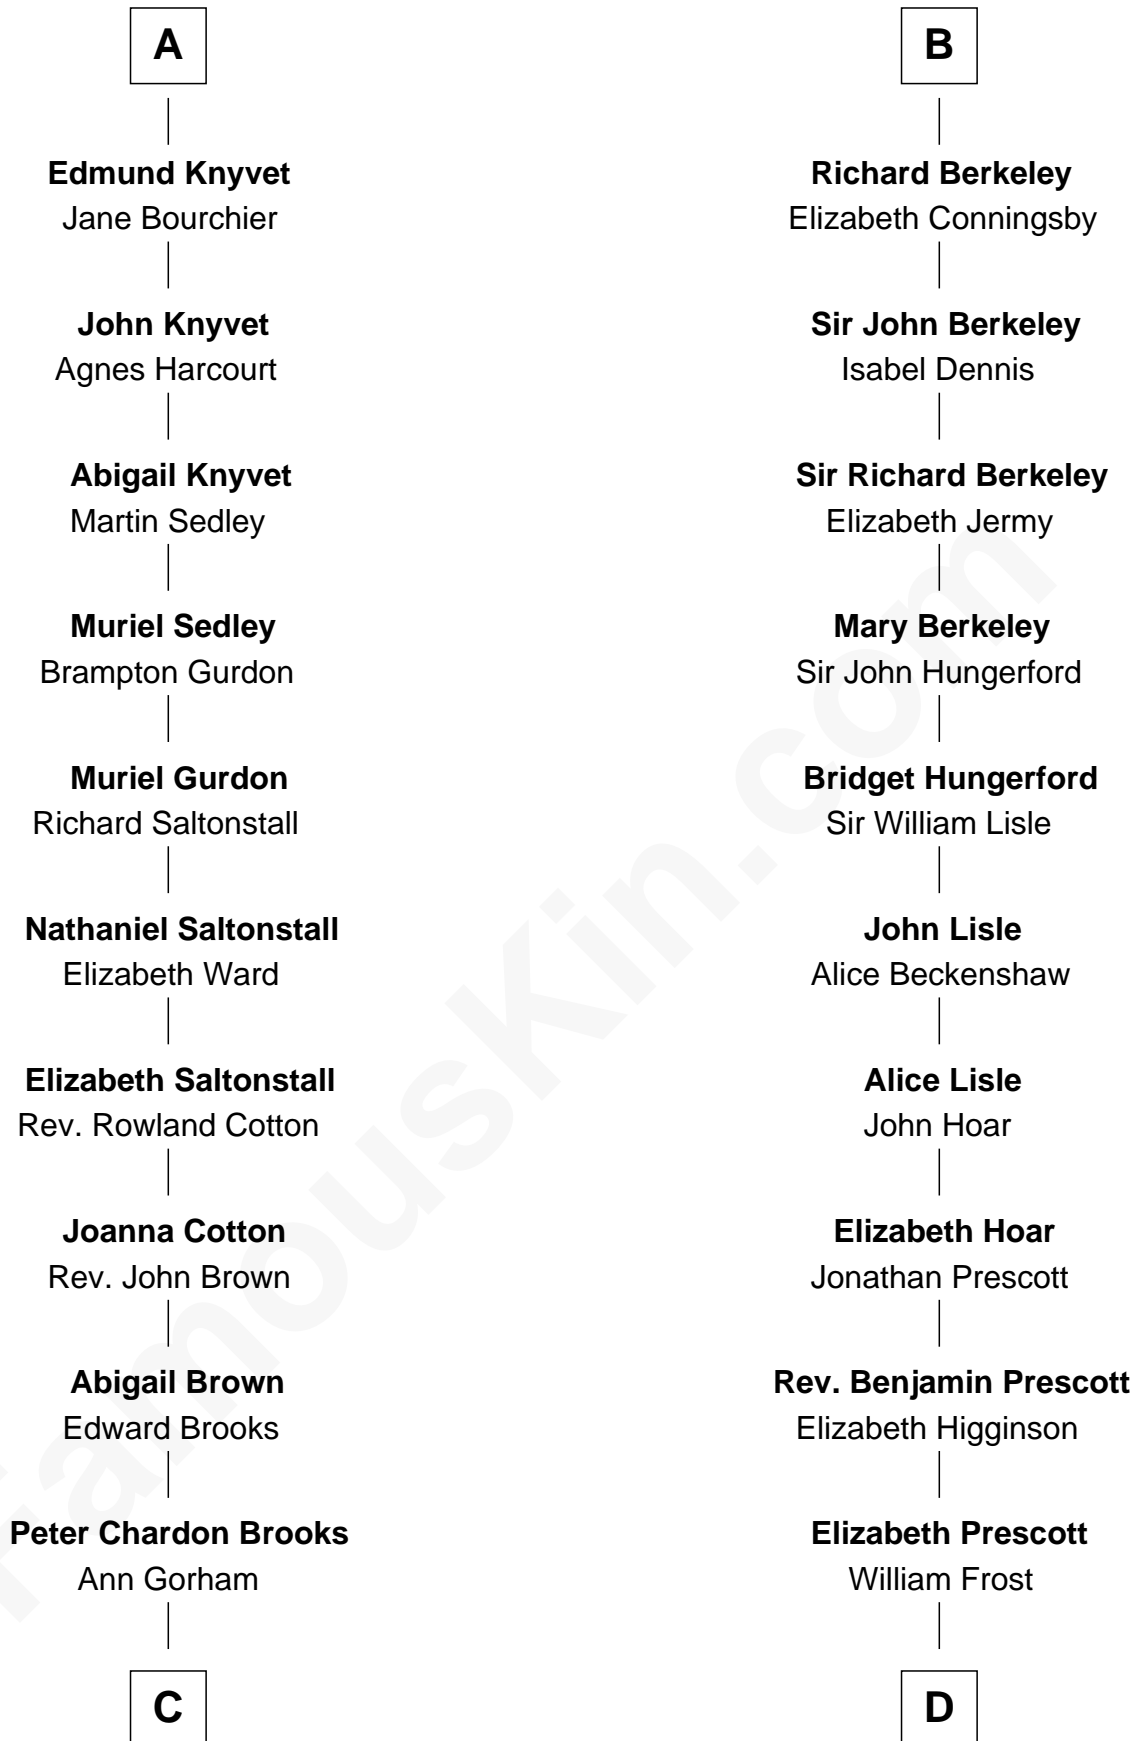 A
Edmund Knyvet
Jane Bourchier
John Knyvet
Agnes Harcourt
Abigail Knyvet
Martin Sedley
Muriel Sedley
Brampton Gurdon
Muriel Gurdon
Richard Saltonstall
Nathaniel Saltonstall
Elizabeth Ward
Elizabeth Saltonstall
Rev. Rowland Cotton
Joanna Cotton
Rev. John Brown
Abigail Brown
Edward Brooks
Peter Chardon Brooks
Ann Gorham
C
B
Richard Berkeley
Elizabeth Conningsby
Sir John Berkeley
Isabel Dennis
Sir Richard Berkeley
Elizabeth Jermy
Mary Berkeley
Sir John Hungerford
Bridget Hungerford
Sir William Lisle
John Lisle
Alice Beckenshaw
Alice Lisle
John Hoar
Elizabeth Hoar
Jonathan Prescott
Rev. Benjamin Prescott
Elizabeth Higginson
Elizabeth Prescott
William Frost
D
FamousKin.com